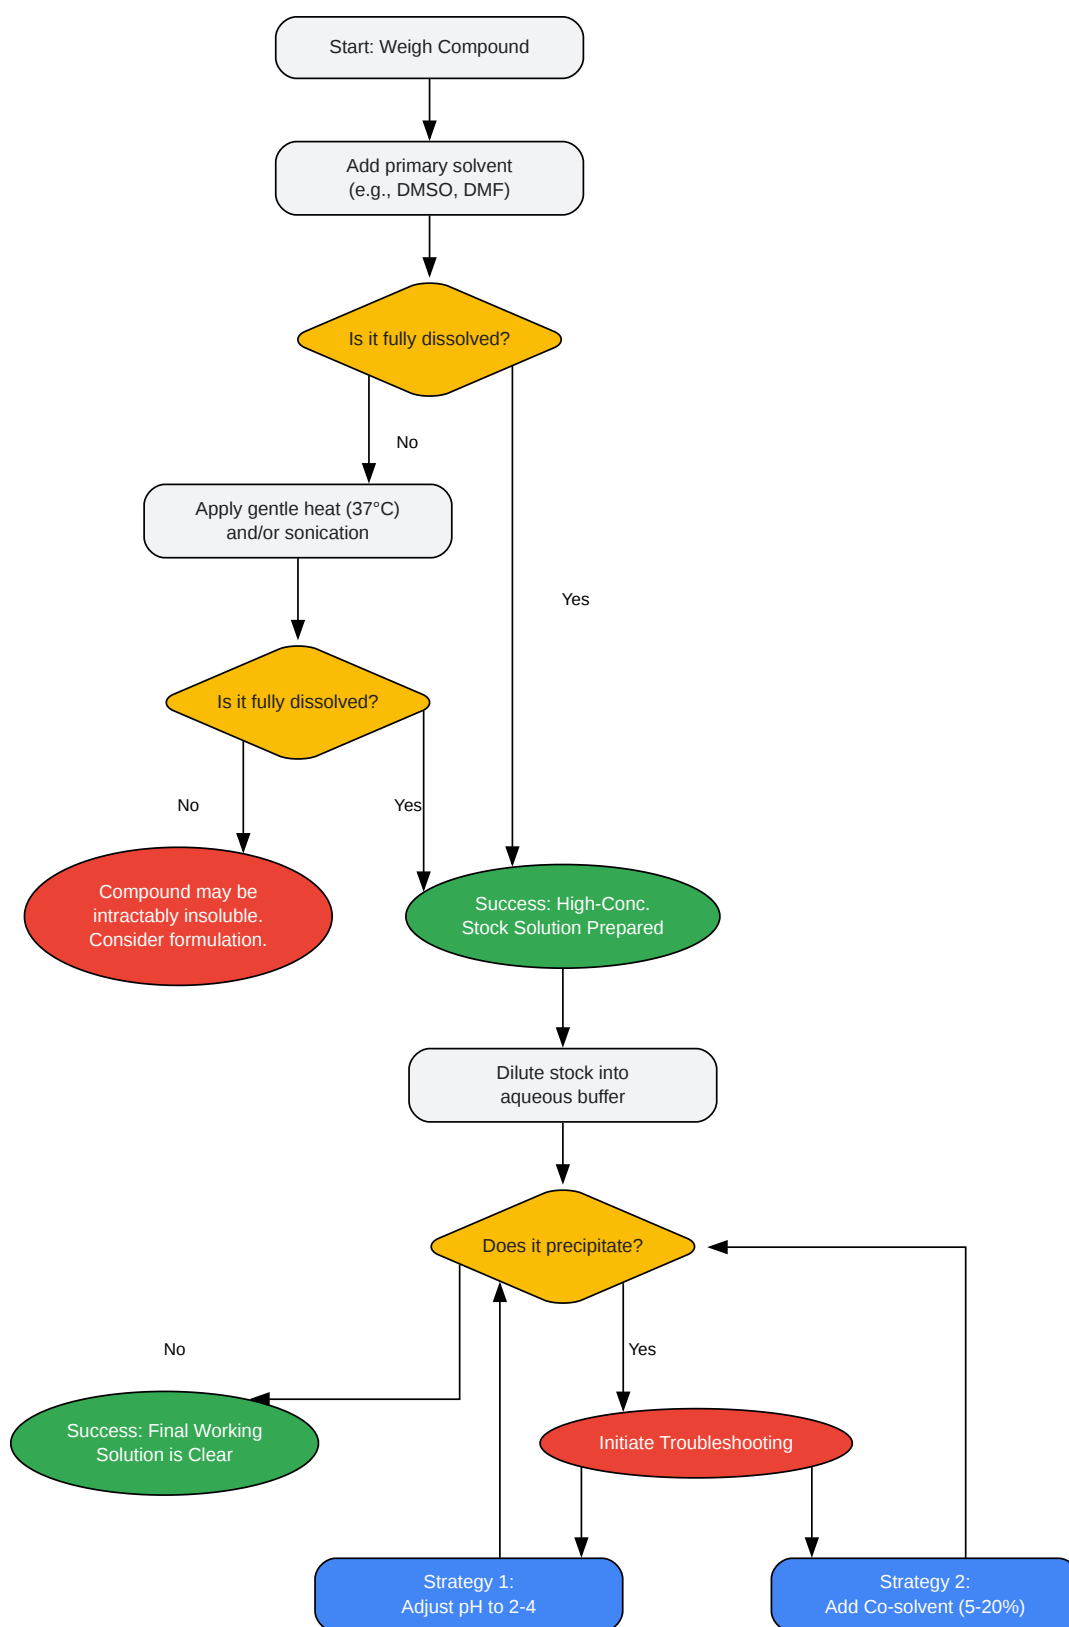 Start: Weigh Compound
Add primary solvent
(e.g., DMSO, DMF)
Is it fully dissolved?
No
Apply gentle heat (37°C)
and/or sonication
Yes
Is it fully dissolved?
No
Yes
Compound may be
intractably insoluble.
Consider formulation.
Success: High-Conc.
Stock Solution Prepared
Dilute stock into
aqueous buffer
Does it precipitate?
No
Yes
Success: Final Working
Solution is Clear
Initiate Troubleshooting
Strategy 1:
Adjust pH to 2-4
Strategy 2:
Add Co-solvent (5-20%)